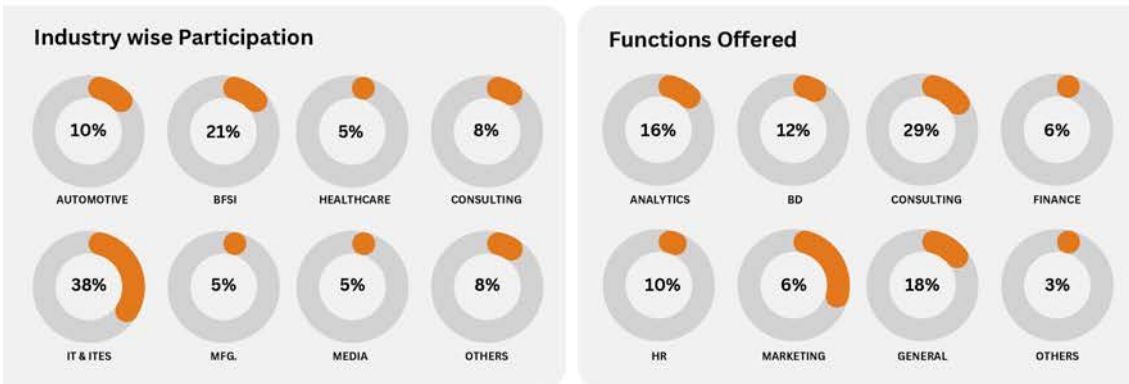 Industry wise Participation
10%
21%
5%
8%
AUTOMOTIVE
BFSI
HEALTHCARE
CONSULTING
38%
5%
5%
8%
IT & ITES
MFG.
MEDIA
OTHERS
Functions Offered
16%
12%
29%
6%
ANALYTICS
BD
CONSULTING
FINANCE
10%
6%
18%
3%
HR
MARKETING
GENERAL
OTHERS